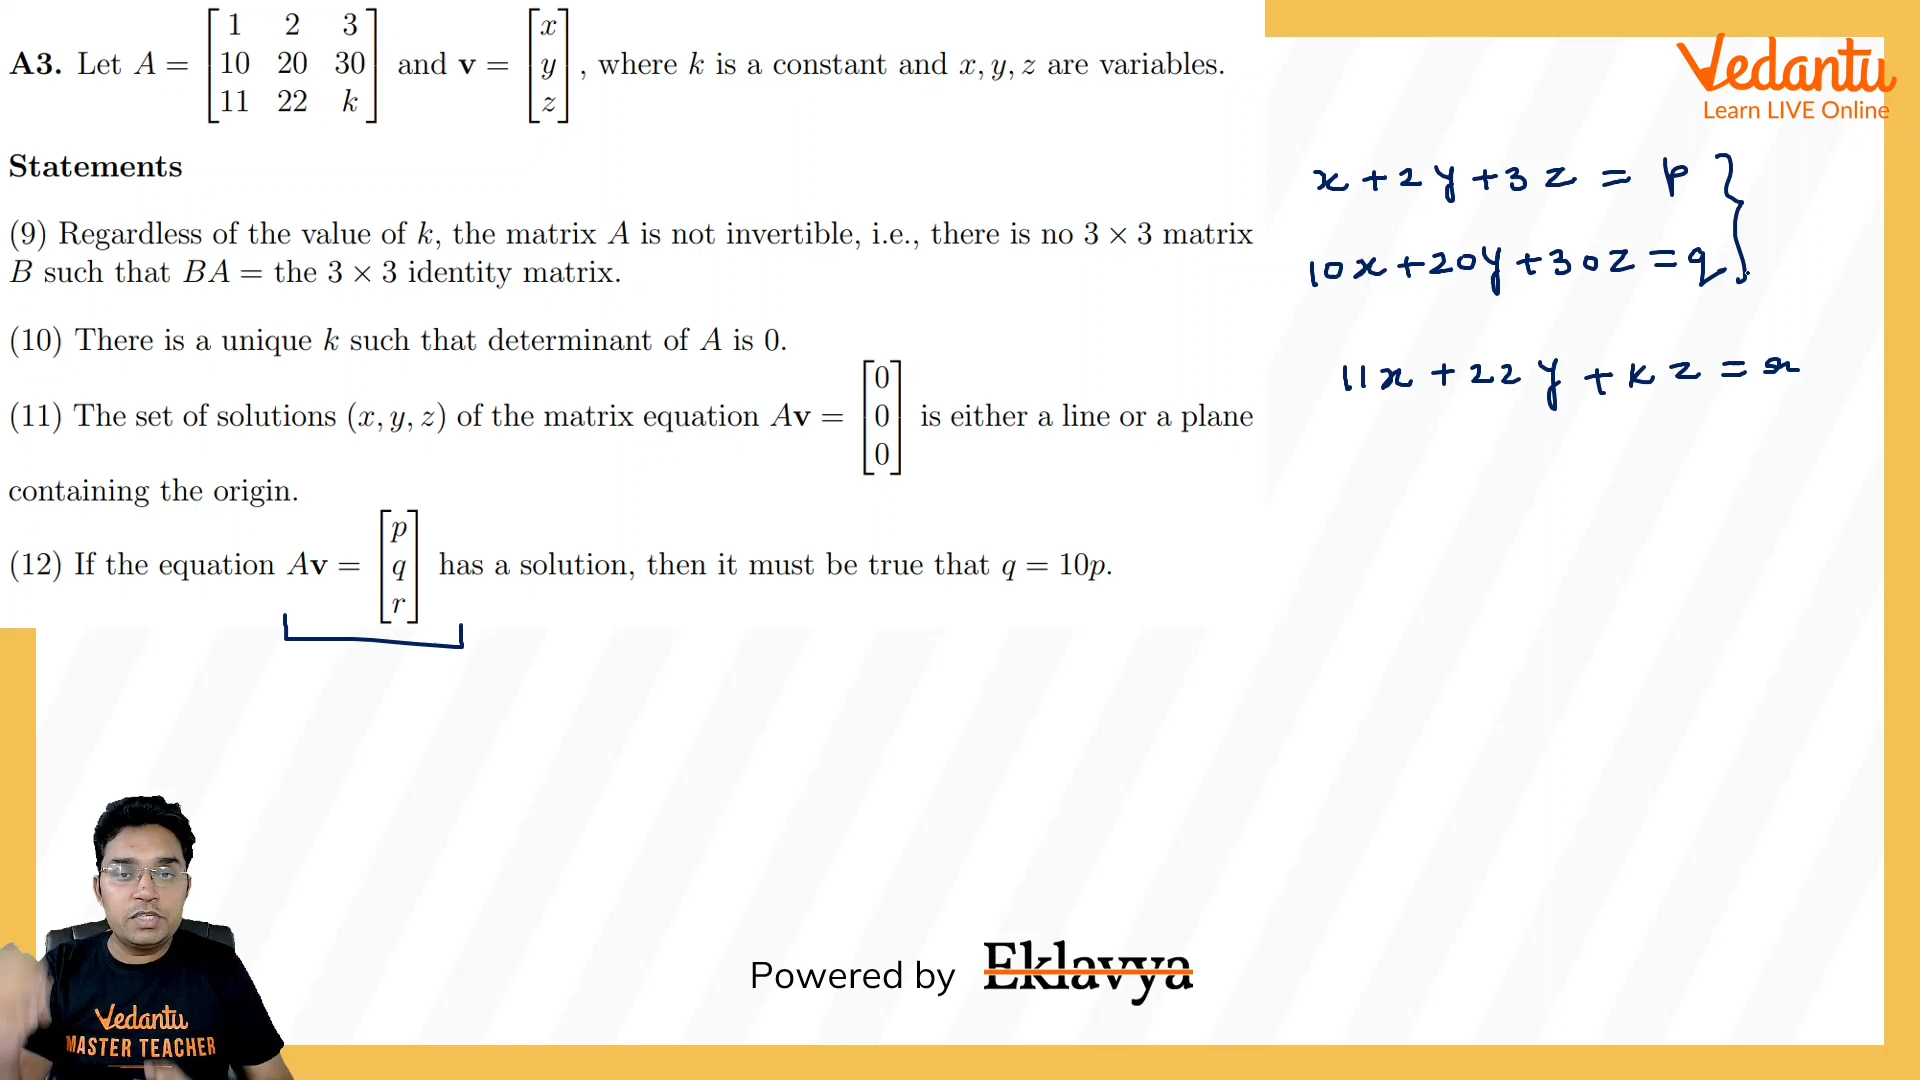 A3. Let A = [1 2 3; 10 20 30; 11 22 k] and v = [x; y; z], where k is a constant and x, y, z are variables.
Statements
(9) Regardless of the value of k, the matrix A is not invertible, i.e., there is no 3 × 3 matrix
B such that BA = the 3 × 3 identity matrix.
(10) There is a unique k such that determinant of A is 0.
(11) The set of solutions (x, y, z) of the matrix equation Av = [0; 0; 0] is either a line or a plane
containing the origin.
(12) If the equation Av = [p; q; r] has a solution, then it must be true that q = 10p.
Vedantu
Learn LIVE Online
x + 2y + 3z = p
10x + 20y + 30z = q
11x + 22y + kz = r
Vedantu
MASTER TEACHER
Powered by Eklavya